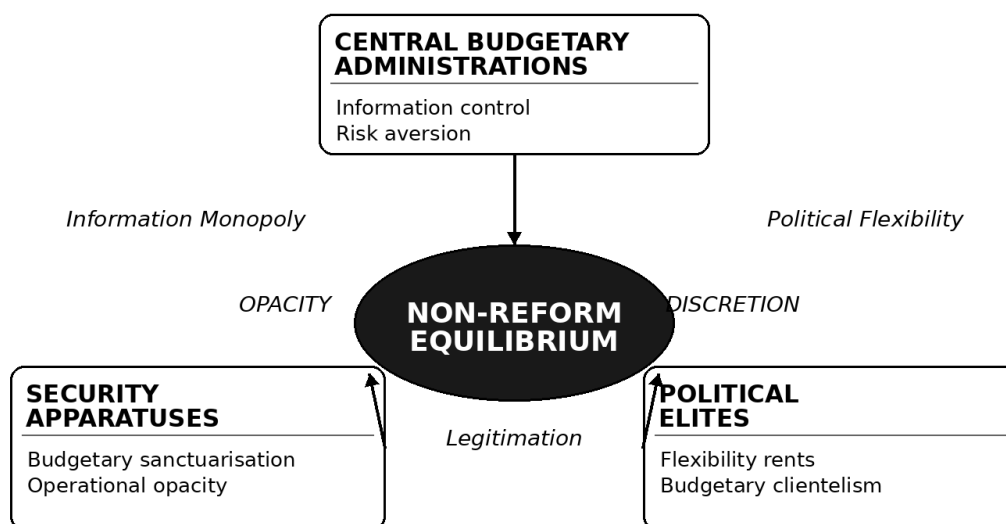 CENTRAL BUDGETARY
ADMINISTRATIONS
Information control
Risk aversion
Information Monopoly
Political Flexibility
OPACITY
NON-REFORM
EQUILIBRIUM
DISCRETION
SECURITY
APPARATUSES
Budgetary sanctuarisation
Operational opacity
Legitimation
POLITICAL
ELITES
Flexibility rents
Budgetary clientelism